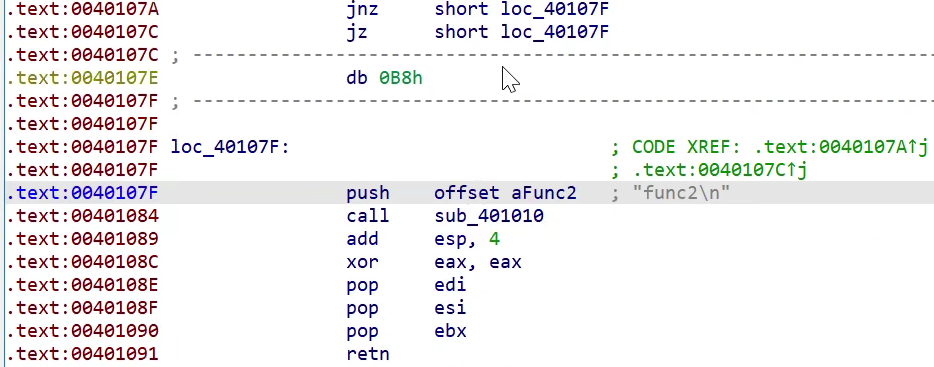 .text:0040107A jnz short loc_40107F
.text:0040107C jz short loc_40107F
.text:0040107C ; ---------------------------------------------------------------------------
.text:0040107E db 0B8h
.text:0040107F ; ---------------------------------------------------------------------------
.text:0040107F
.text:0040107F loc_40107F: ; CODE XREF: .text:0040107A↑j
.text:0040107F ; .text:0040107C↑j
.text:0040107F push offset aFunc2 ; "func2\n"
.text:00401084 call sub_401010
.text:00401089 add esp, 4
.text:0040108C xor eax, eax
.text:0040108E pop edi
.text:0040108F pop esi
.text:00401090 pop ebx
.text:00401091 retn